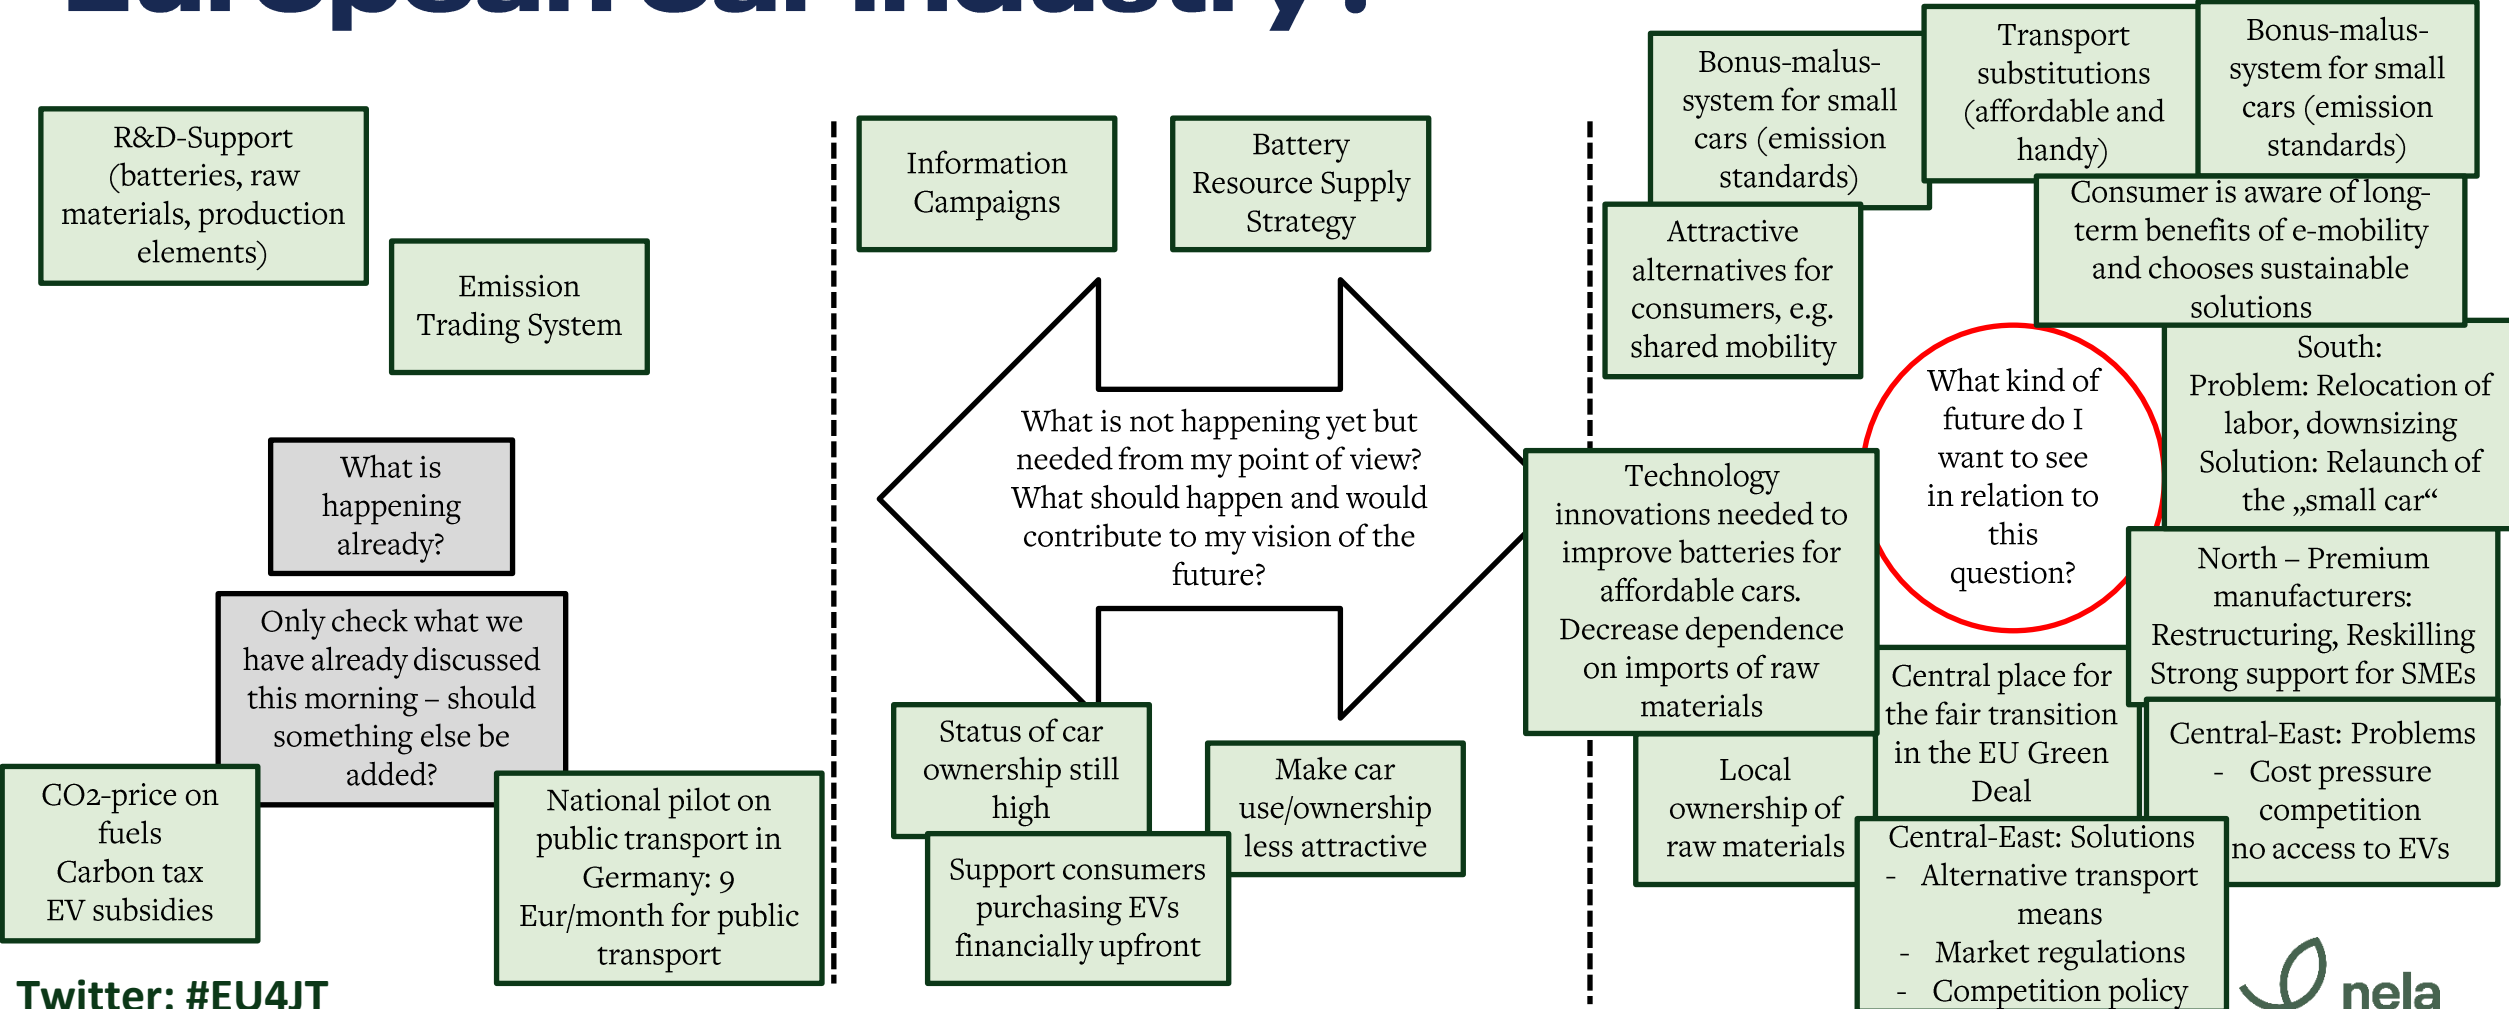 European car industry?
R&D-Support
(batteries, raw
materials, production
elements)
Emission
Trading System
What is
happening
already?
Only check what we
have already discussed
this morning – should
something else be
added?
CO2-price on
fuels
Carbon tax
EV subsidies
National pilot on
public transport in
Germany: 9
Eur/month for public
transport
Twitter: #EU4JT
Information
Campaigns
Battery
Resource Supply
Strategy
What is not happening yet but
needed from my point of view?
What should happen and would
contribute to my vision of the
future?
Status of car
ownership still
high
Make car
use/ownership
less attractive
Support consumers
purchasing EVs
financially upfront
Bonus-malus-
system for small
cars (emission
standards)
Transport
substitutions
(affordable and
handy)
Bonus-malus-
system for small
cars (emission
standards)
Attractive
alternatives for
consumers, e.g.
shared mobility
Consumer is aware of long-
term benefits of e-mobility
and chooses sustainable
solutions
What kind of
future do I
want to see
in relation to
this
question?
South:
Problem: Relocation of
labor, downsizing
Solution: Relaunch of
the „small car“
Technology
innovations needed to
improve batteries for
affordable cars.
Decrease dependence
on imports of raw
materials
North – Premium
manufacturers:
Restructuring, Reskilling
Strong support for SMEs
Central place for
the fair transition
in the EU Green
Deal
Central-East: Problems
- Cost pressure
competition
no access to EVs
Local
ownership of
raw materials
Central-East: Solutions
- Alternative transport
means
- Market regulations
- Competition policy
nela